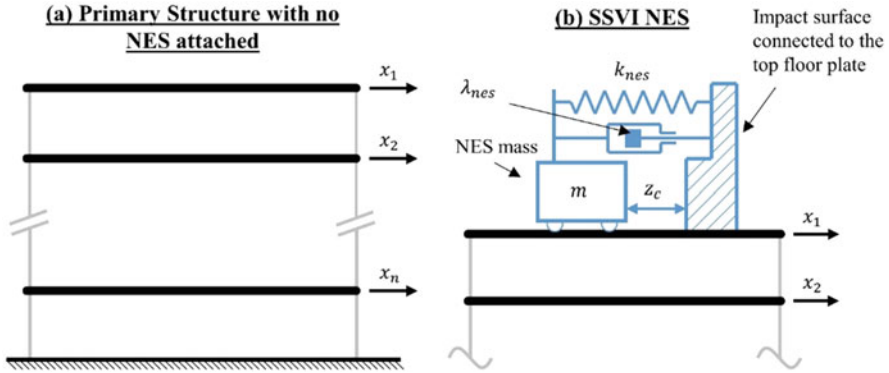 (a) Primary Structure with no
NES attached
x₁
x₂
xₙ
(b) SSVI NES
Impact surface
connected to the
top floor plate
kₙₑₛ
λₙₑₛ
NES mass
m
z_c
x₁
x₂